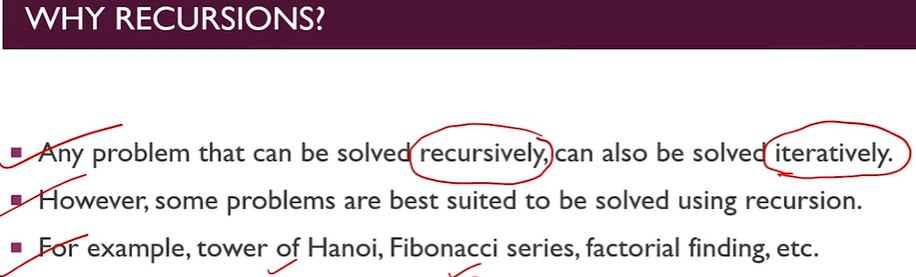 WHY RECURSIONS?
Any problem that can be solved recursively, can also be solved iteratively.
However, some problems are best suited to be solved using recursion.
For example, tower of Hanoi, Fibonacci series, factorial finding, etc.